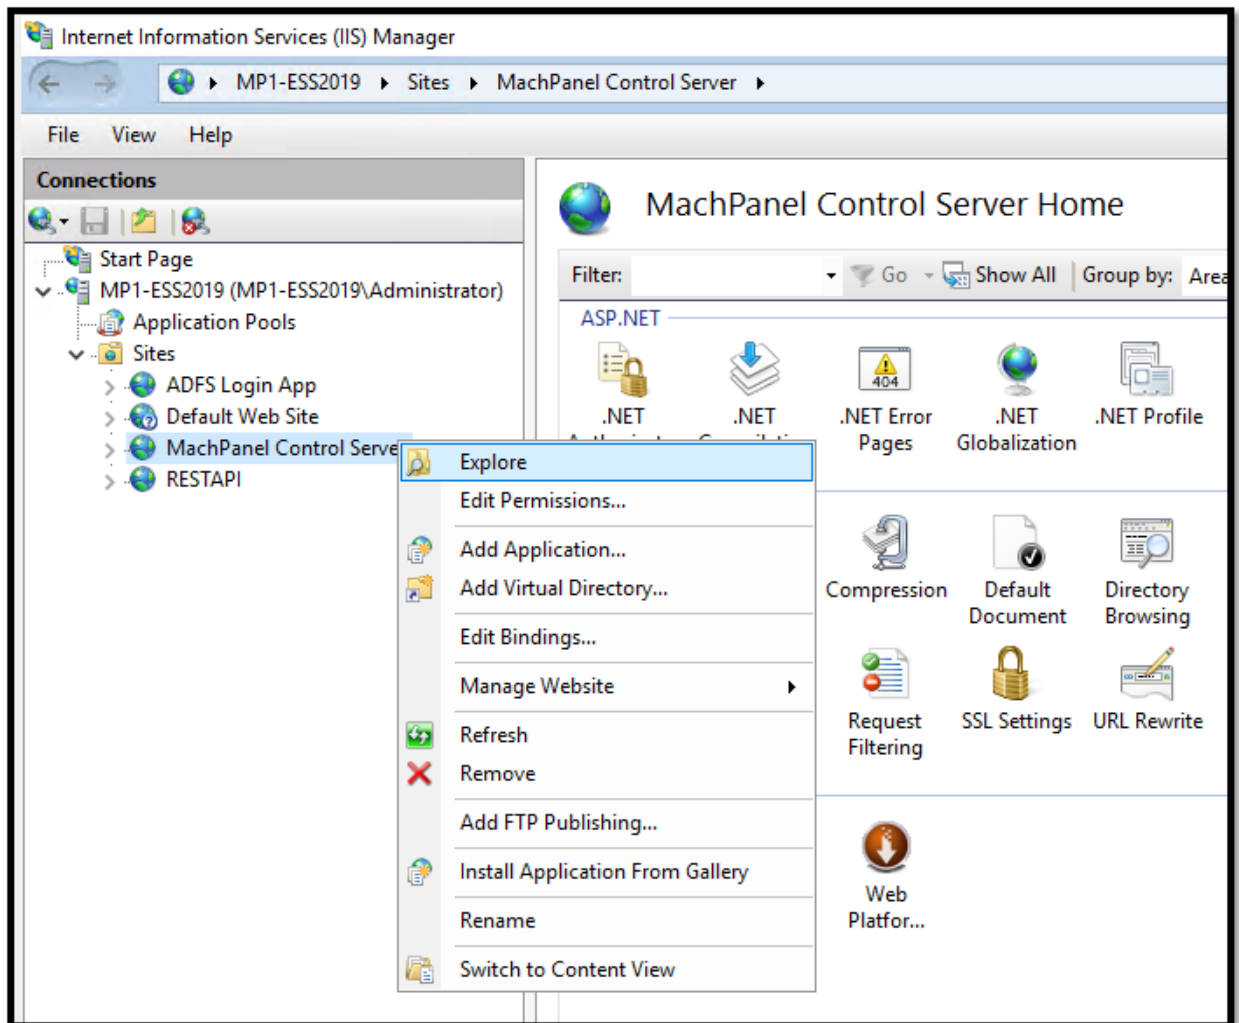 Internet Information Services (IIS) Manager
MP1-ESS2019 Sites MachPanel Control Server
File View Help
Connections
Start Page
MP1-ESS2019 (MP1-ESS2019\Administrator)
Application Pools
Sites
ADFS Login App
Default Web Site
MachPanel Control Serve
RESTAPI
MachPanel Control Server Home
Filter: Go Show All Group by: Area
ASP.NET
.NET .NET .NET Error .NET .NET Profile
Pages Globalization
404
Explore
Edit Permissions...
Add Application...
Add Virtual Directory...
Edit Bindings...
Manage Website
Refresh
Remove
Add FTP Publishing...
Install Application From Gallery
Rename
Switch to Content View
Compression Default Directory
Document Browsing
Request SSL Settings URL Rewrite
Filtering
Web
Platfor...